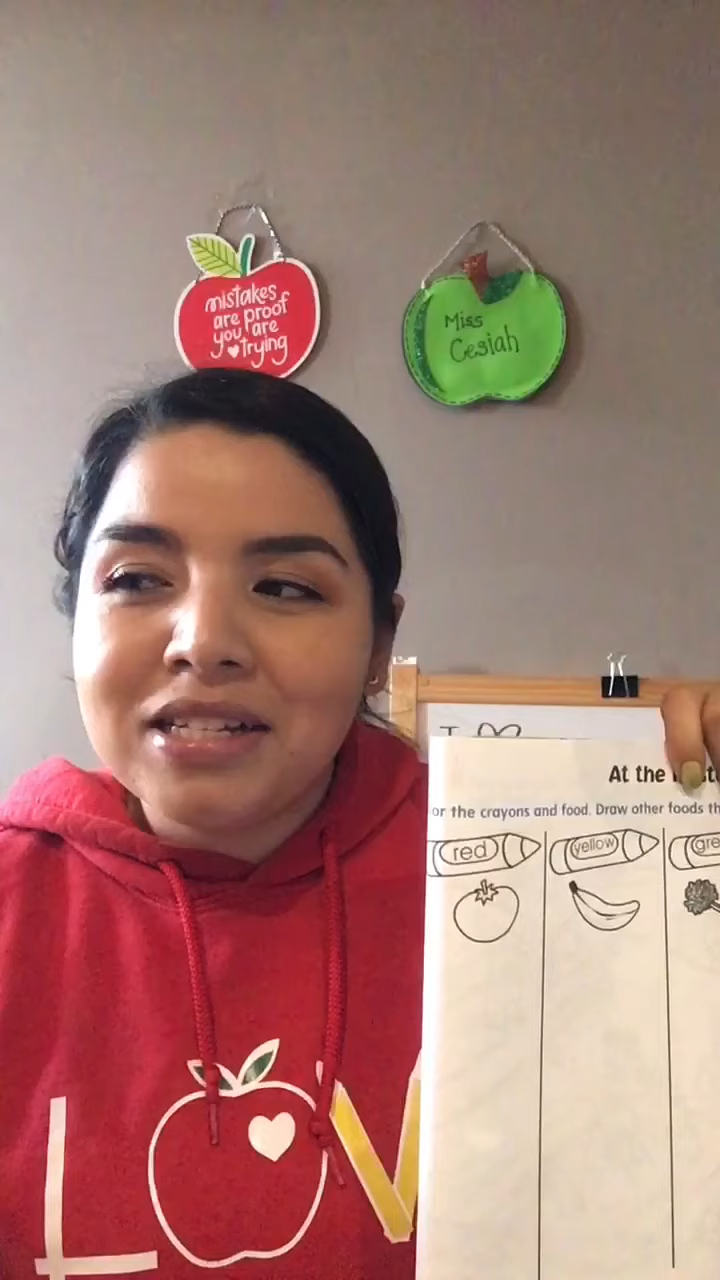 mistakes
are proof
you are
trying
Miss
Cesiah
I
At the
or the crayons and food. Draw other foods
red
yellow
LOV